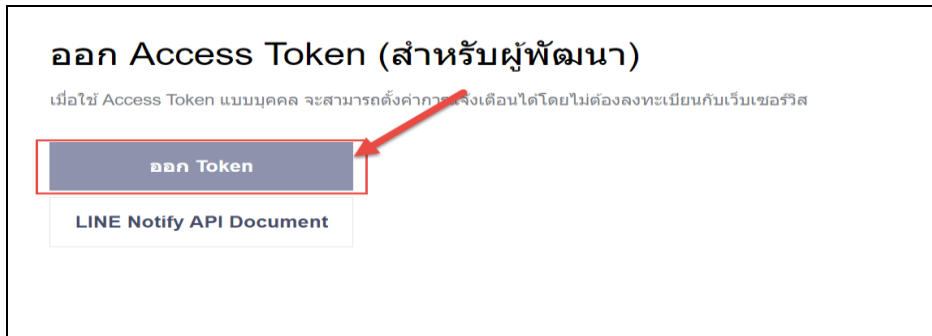 ออก Access Token (สำหรับผู้พัฒนา)
เมื่อใช้ Access Token แบบบุคคล จะสามารถตั้งค่าการแจ้งเตือนได้โดยไม่ต้องลงทะเบียนกับเว็บเซอร์วิส
ออก Token
LINE Notify API Document